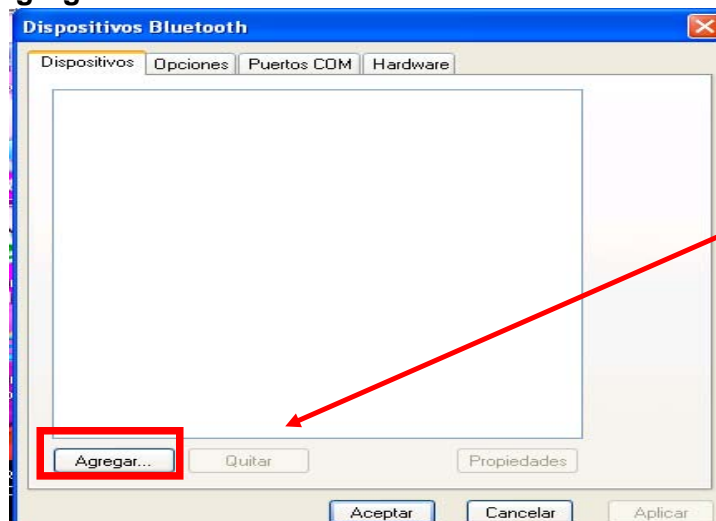 Dispositivos Bluetooth
Dispositivos Opciones Puertos COM Hardware
Agregar... Quitar Propiedades
Aceptar Cancelar Aplicar